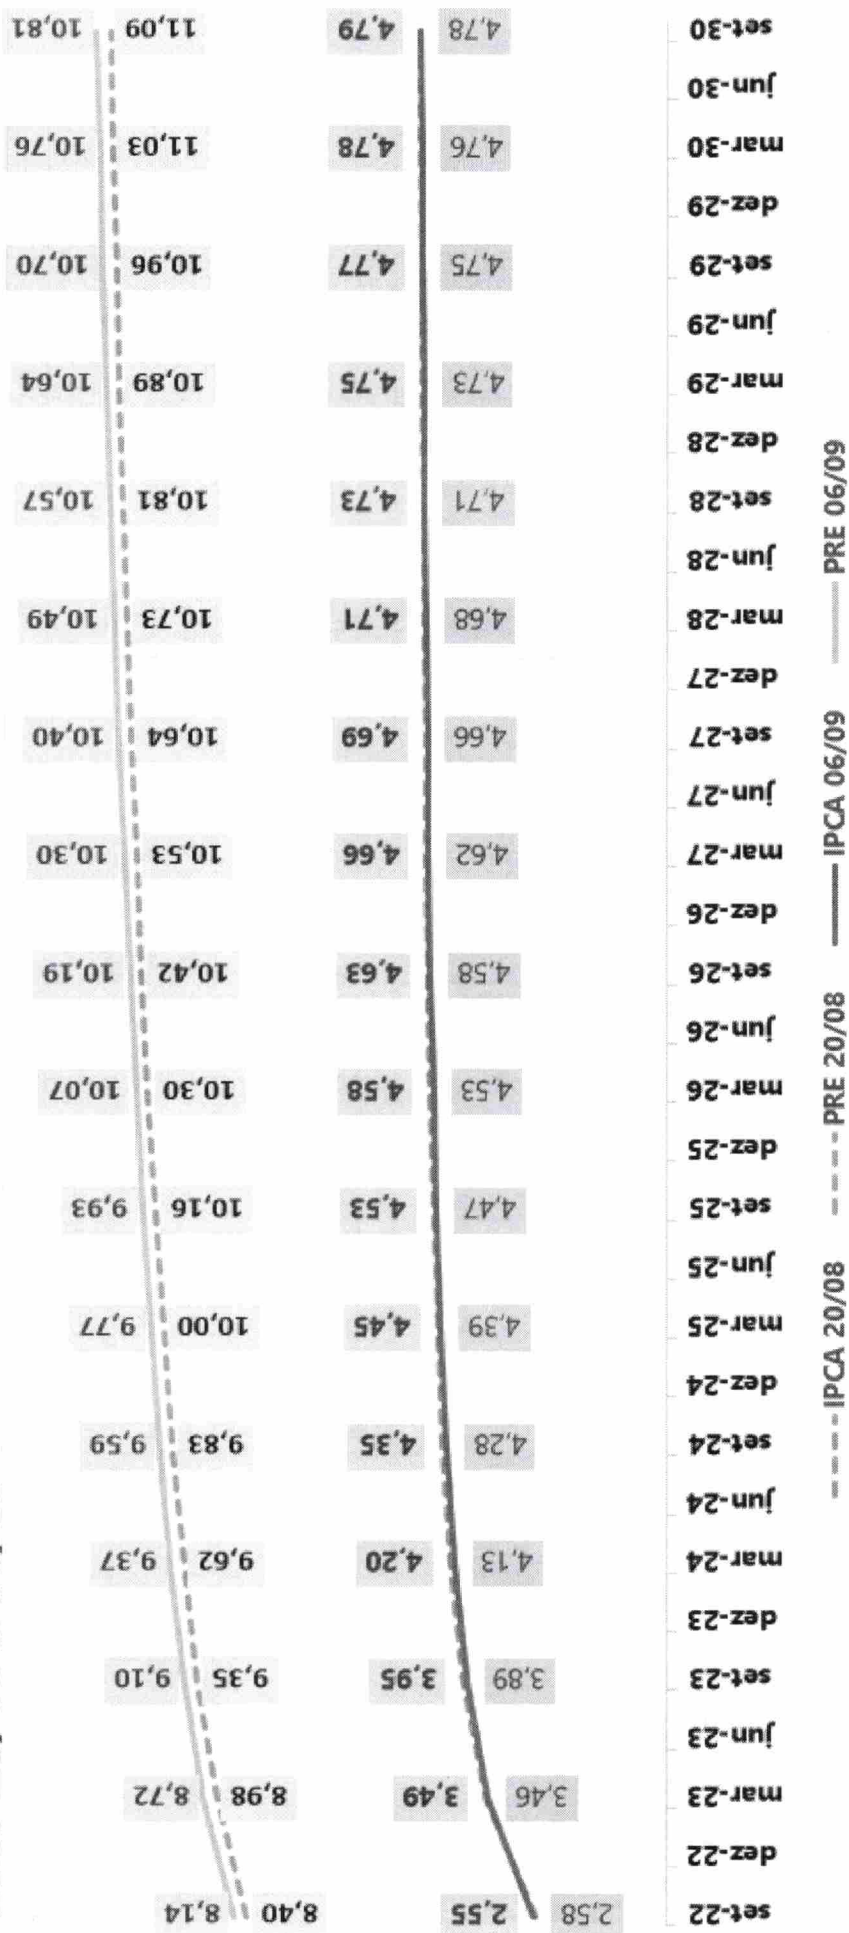 8,14 8,72 9,10 9,37 9,59 9,77 9,93 10,07 10,19 10,30 10,40 10,49 10,57 10,64 10,70 10,76 10,81
8,40 8,98 9,35 9,62 9,83 10,00 10,16 10,30 10,42 10,53 10,64 10,73 10,81 10,89 10,96 11,03 11,09
2,55 3,49 3,95 4,20 4,35 4,45 4,53 4,58 4,63 4,66 4,69 4,71 4,73 4,75 4,77 4,78 4,79
2,58 3,46 3,89 4,13 4,28 4,39 4,47 4,53 4,58 4,62 4,66 4,68 4,71 4,73 4,75 4,76 4,78
set-22 dez-22 mar-23 jun-23 set-23 dez-23 mar-24 jun-24 set-24 dez-24 mar-25 jun-25 set-25 dez-25 mar-26 jun-26 set-26 dez-26 mar-27 jun-27 set-27 dez-27 mar-28 jun-28 set-28 dez-28 mar-29 jun-29 set-29 dez-29 mar-30 jun-30 set-30
IPCA 20/08 PRE 20/08 IPCA 06/09 PRE 06/09